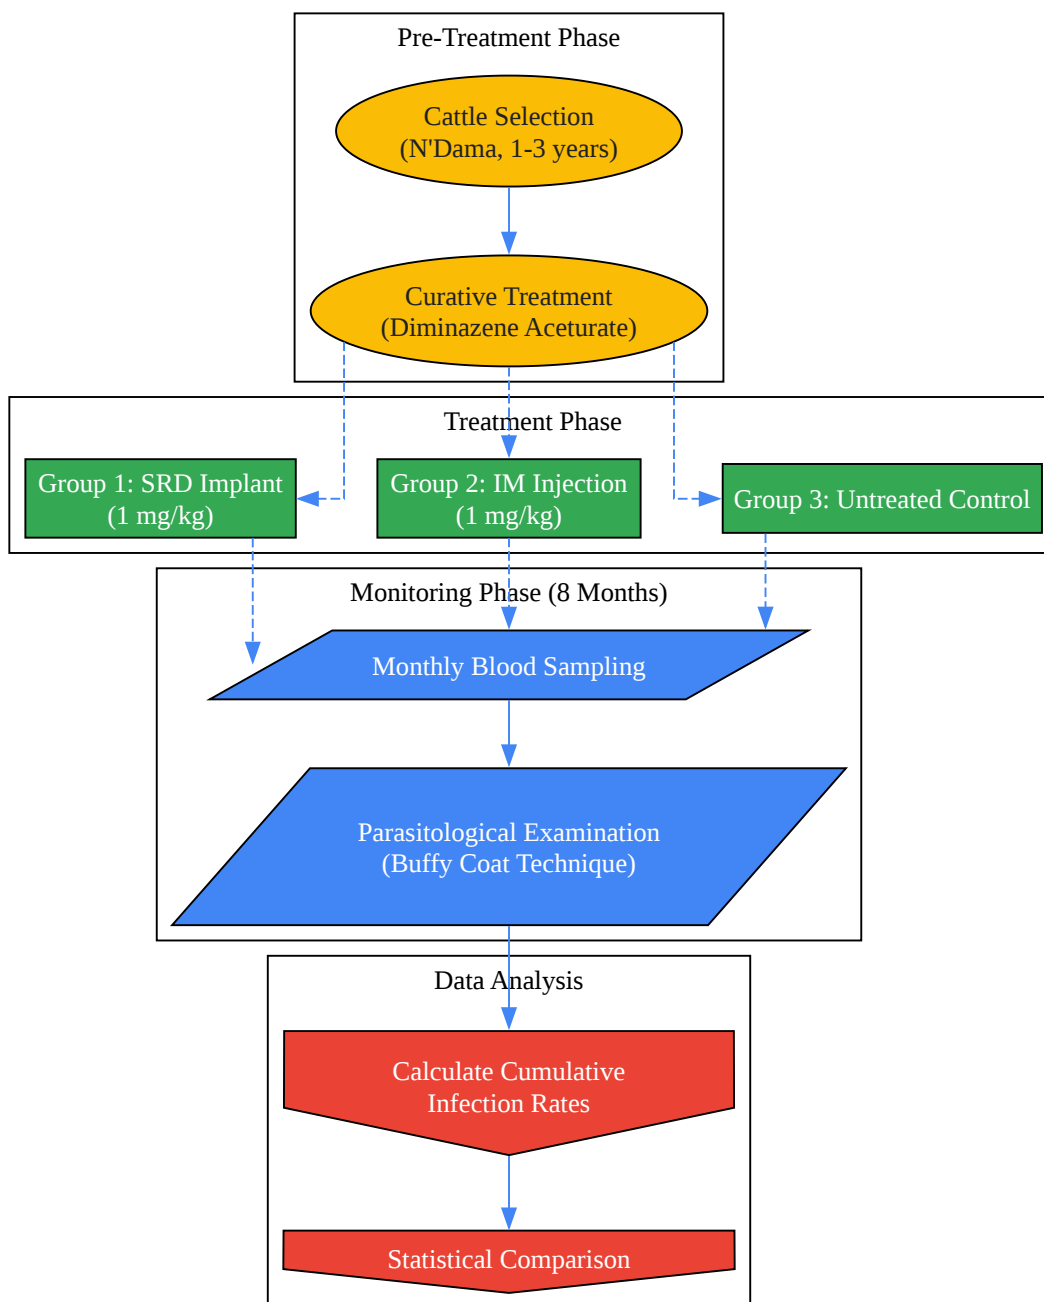 Pre-Treatment Phase
Cattle Selection
(N'Dama, 1-3 years)
Curative Treatment
(Diminazene Aceturate)
Treatment Phase
Group 1: SRD Implant
(1 mg/kg)
Group 2: IM Injection
(1 mg/kg)
Group 3: Untreated Control
Monitoring Phase (8 Months)
Monthly Blood Sampling
Parasitological Examination
(Buffy Coat Technique)
Data Analysis
Calculate Cumulative
Infection Rates
Statistical Comparison